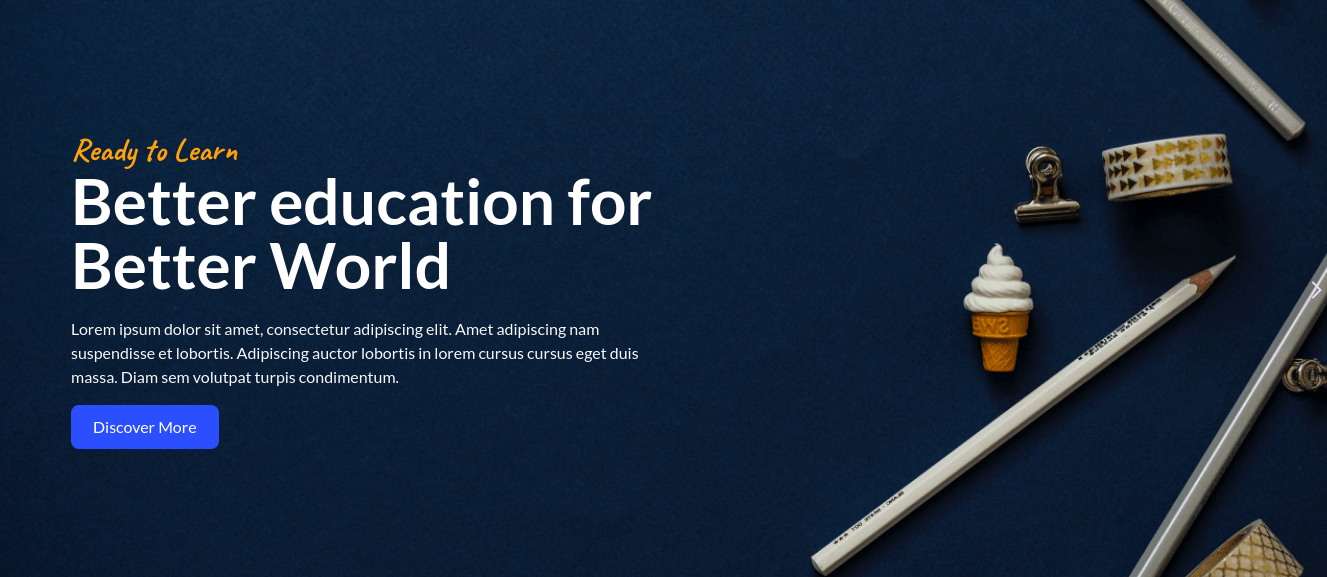 Ready to Learn
Better education for
Better World
Lorem ipsum dolor sit amet, consectetur adipiscing elit. Amet adipiscing nam
suspendisse et lobortis. Adipiscing auctor lobortis in lorem cursus cursus eget duis
massa. Diam sem volutpat turpis condimentum.
Discover More